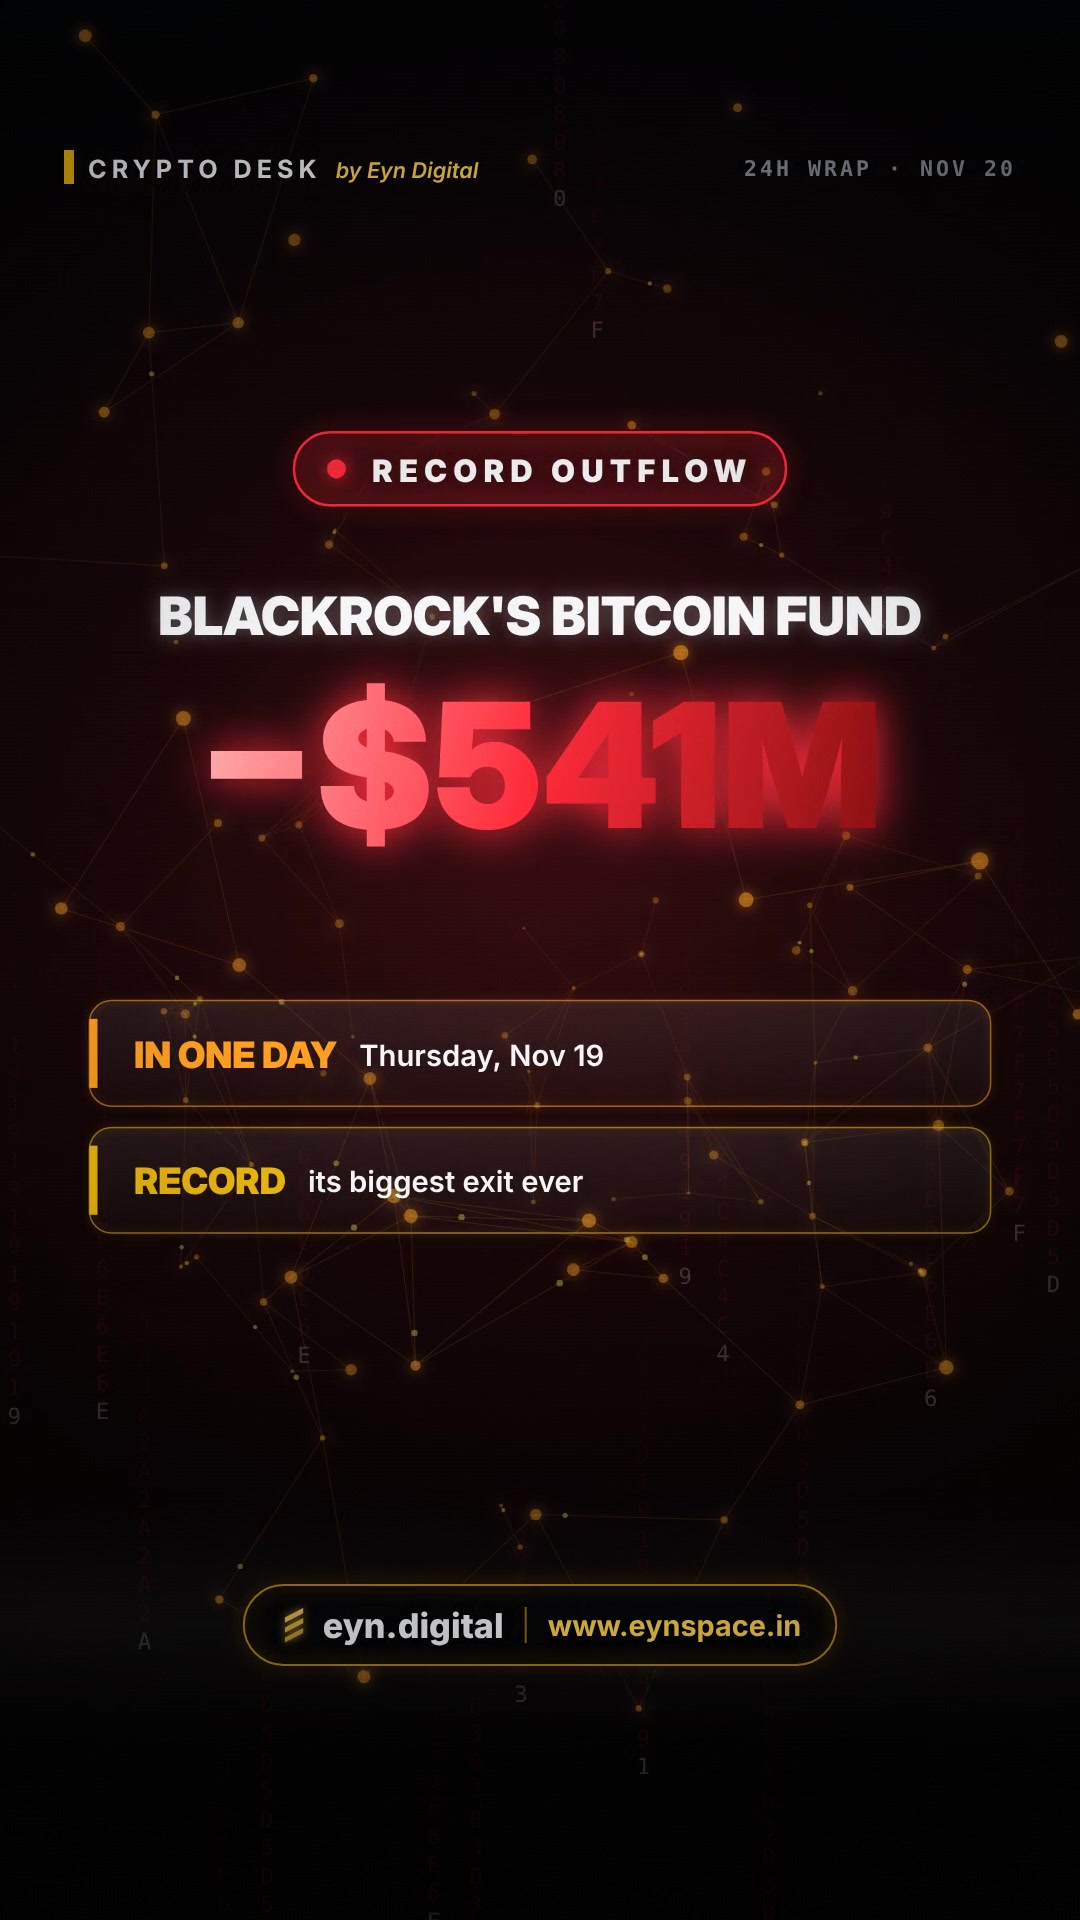 CRYPTO DESK by Eyn Digital
24H WRAP · NOV 20
RECORD OUTFLOW
BLACKROCK'S BITCOIN FUND
–$541M
IN ONE DAY Thursday, Nov 19
RECORD its biggest exit ever
eyn.digital | www.eynspace.in